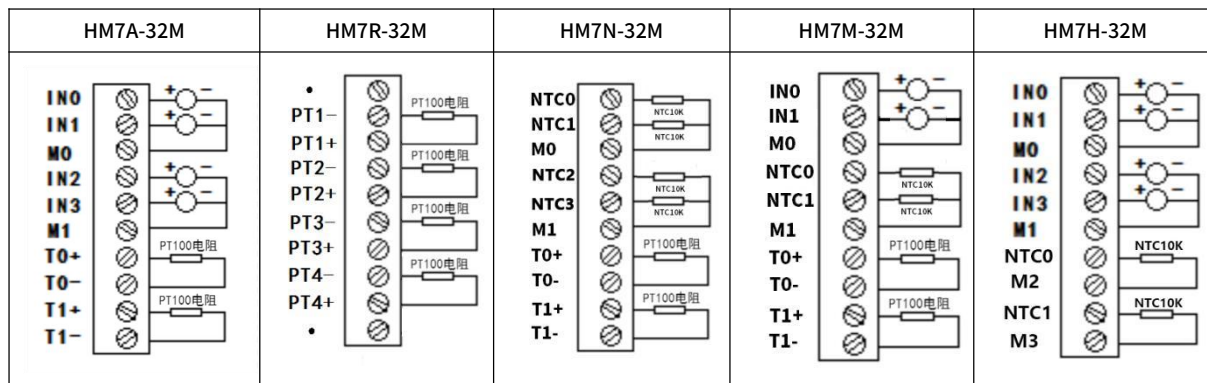 HM7A-32M
HM7R-32M
HM7N-32M
HM7M-32M
HM7H-32M
IN0
+ -
IN1
+ -
M0
IN2
+ -
IN3
+ -
M1
T0+
PT100电阻
T0-
T1+
PT100电阻
T1-
•
PT1-
PT100电阻
PT1+
PT2-
PT100电阻
PT2+
PT3-
PT100电阻
PT3+
PT4-
PT100电阻
PT4+
•
NTC0
NTC10K
NTC1
NTC10K
M0
NTC2
NTC10K
NTC3
NTC10K
M1
T0+
PT100电阻
T0-
T1+
PT100电阻
T1-
IN0
+ -
IN1
+ -
M0
NTC0
NTC10K
NTC1
NTC10K
M1
T0+
PT100电阻
T0-
T1+
PT100电阻
T1-
IN0
+ -
IN1
+ -
M0
IN2
+ -
IN3
+ -
M1
NTC0
NTC10K
M2
NTC1
NTC10K
M3